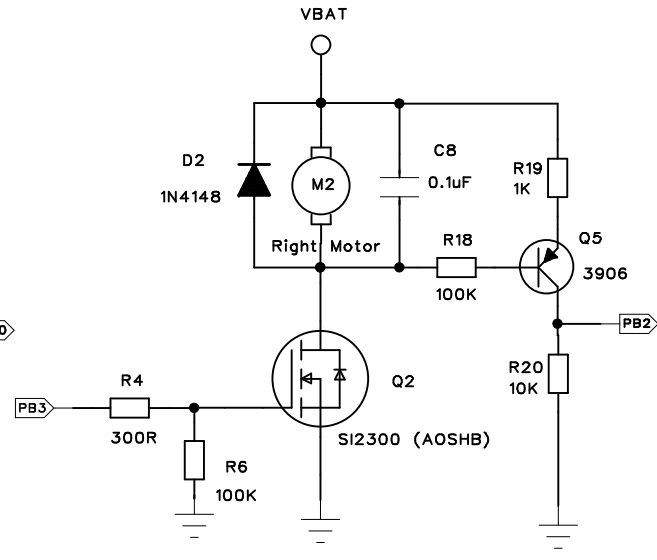 VBAT
D2
1N4148
M2
C8
0.1uF
R19
1K
Right Motor
R18
100K
Q5
3906
PB2
R20
10K
Q2
SI2300 (AOSHB)
R4
300R
PB3
R6
100K